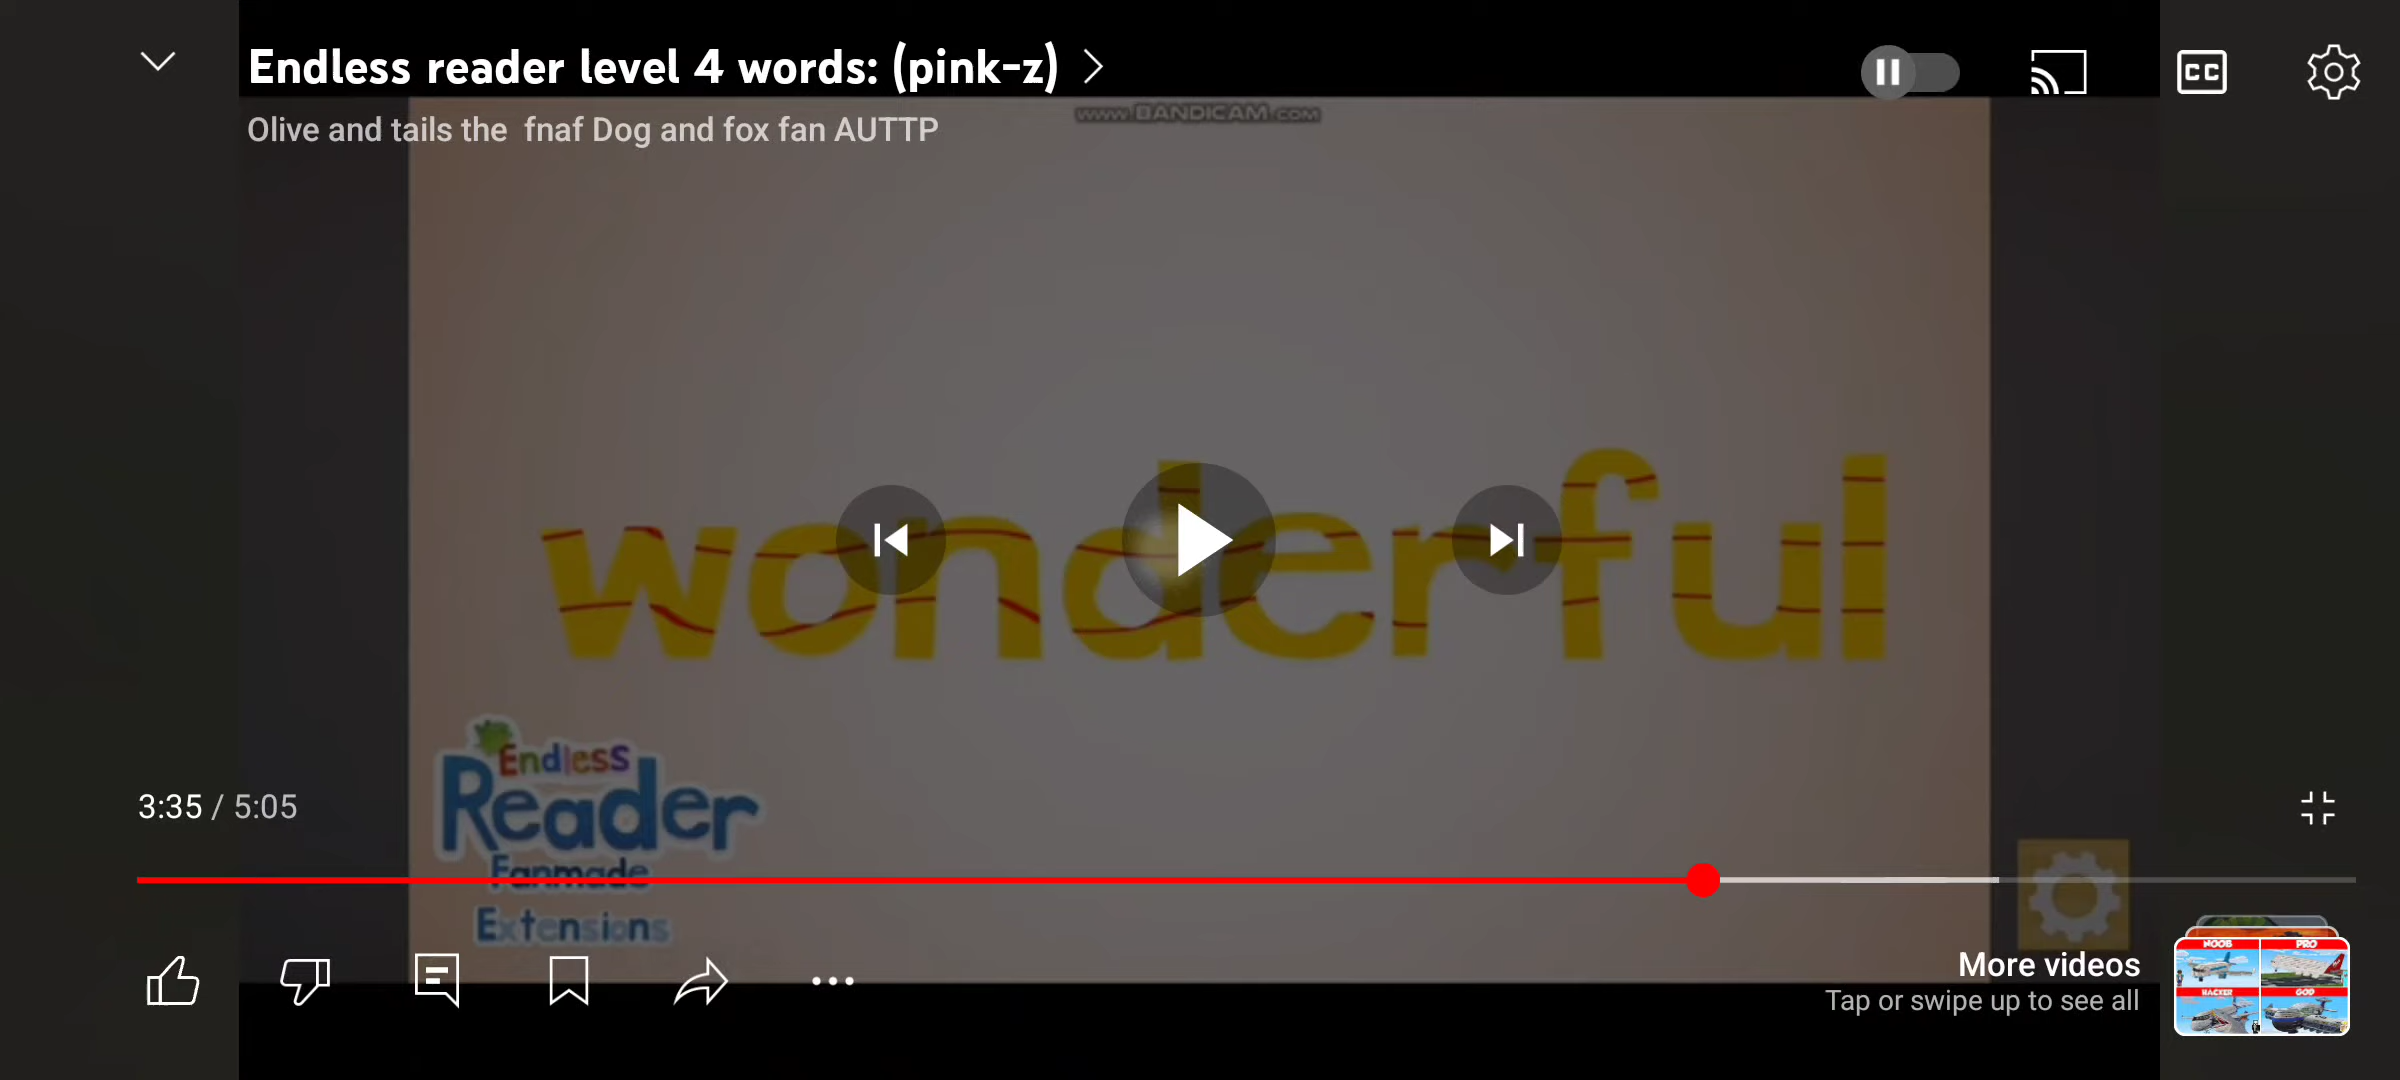 Endless reader level 4 words: (pink-z)
Olive and tails the fnaf Dog and fox fan AUTTP
www.BANDICAM.com
CC
wonderful
Endless
Reader
Fanmade
Extensions
3:35 / 5:05
More videos
Tap or swipe up to see all
NOOB PRO
HACKER GOD